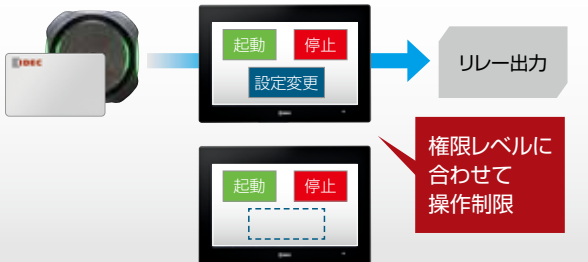 IDEC
起動
停止
設定変更
リレー出力
権限レベルに
合わせて
操作制限
起動
停止